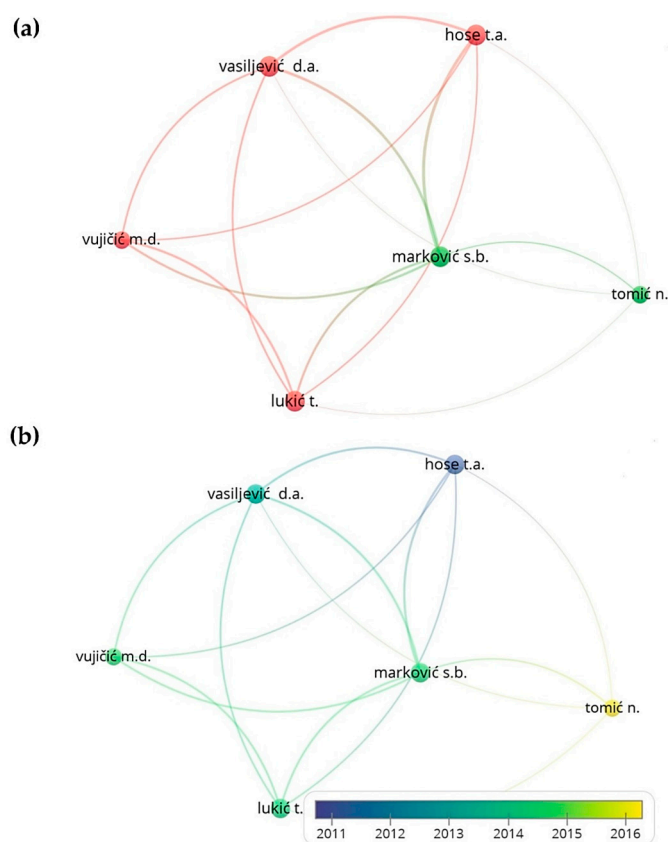 (a)
hose t.a.
vasiljević d.a.
vujičić m.d.
marković s.b.
tomić n.
lukić t.
(b)
hose t.a.
vasiljević d.a.
vujičić m.d.
marković s.b.
tomić n.
lukić t.
2011 2012 2013 2014 2015 2016